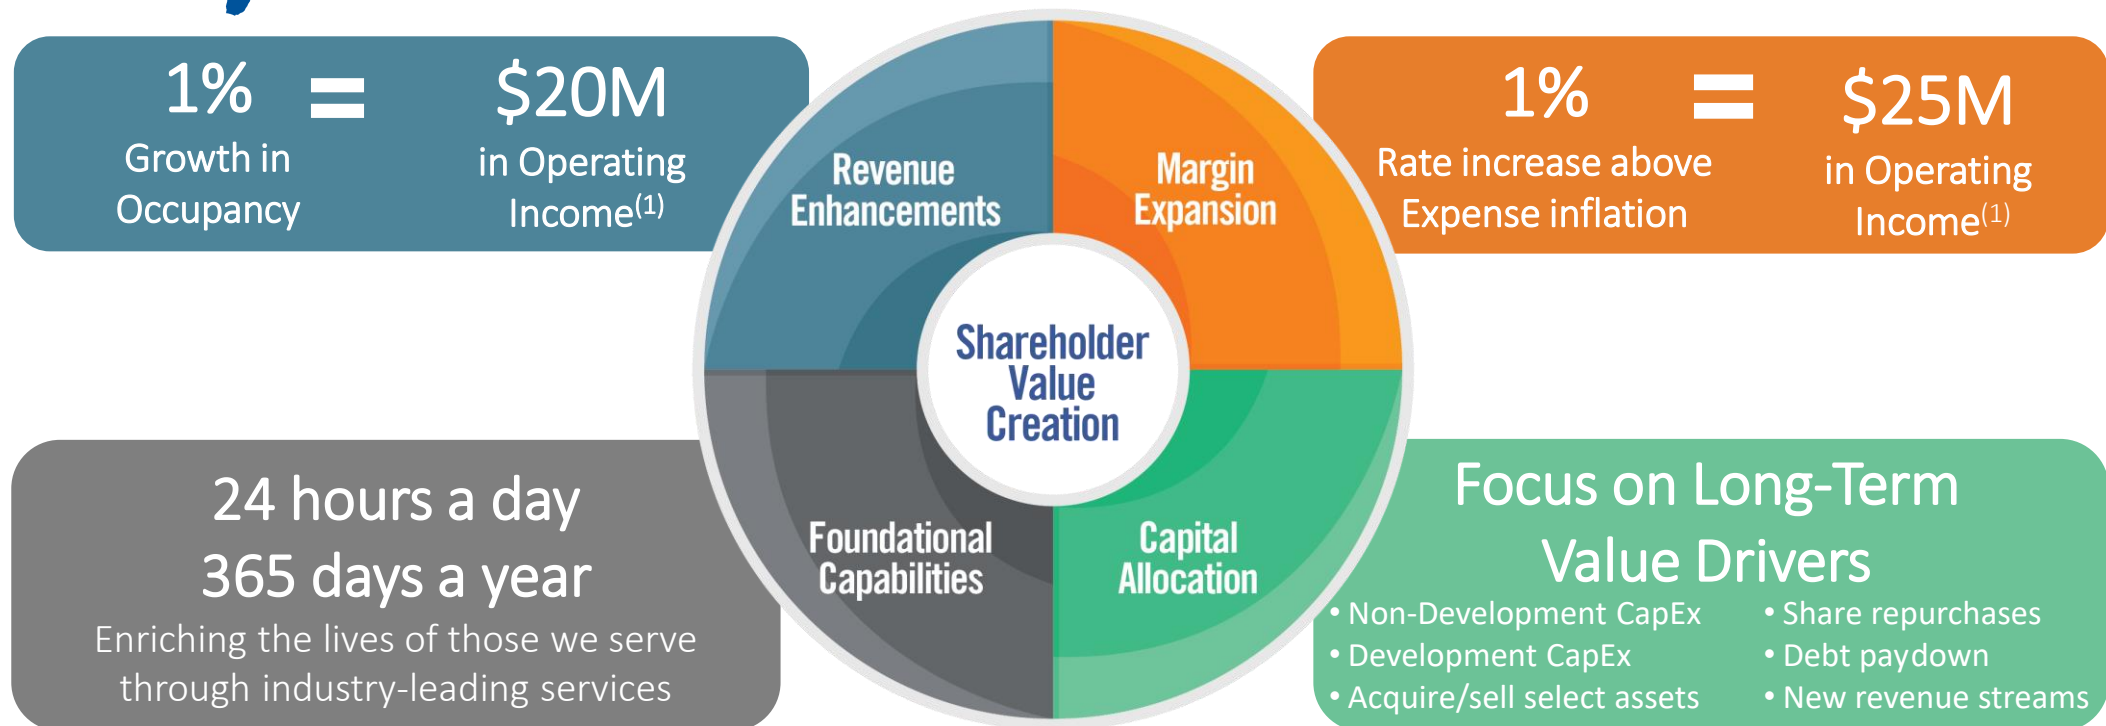 1% = $20M
Growth in
Occupancy
in Operating
Income(1)
Revenue
Enhancements
Margin
Expansion
1% = $25M
Rate increase above
Expense inflation
in Operating
Income(1)
Shareholder
Value
Creation
24 hours a day
365 days a year
Enriching the lives of those we serve
through industry-leading services
Foundational
Capabilities
Capital
Allocation
Focus on Long-Term
Value Drivers
• Non-Development CapEx
• Development CapEx
• Acquire/sell select assets
• Share repurchases
• Debt paydown
• New revenue streams